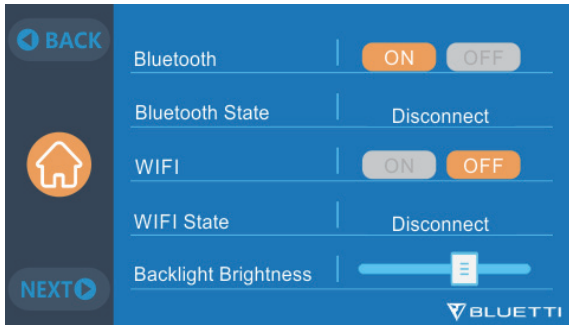 BACK
Bluetooth ON OFF
Bluetooth State Disconnect
WIFI ON OFF
WIFI State Disconnect
Backlight Brightness
NEXT
BLUETTI